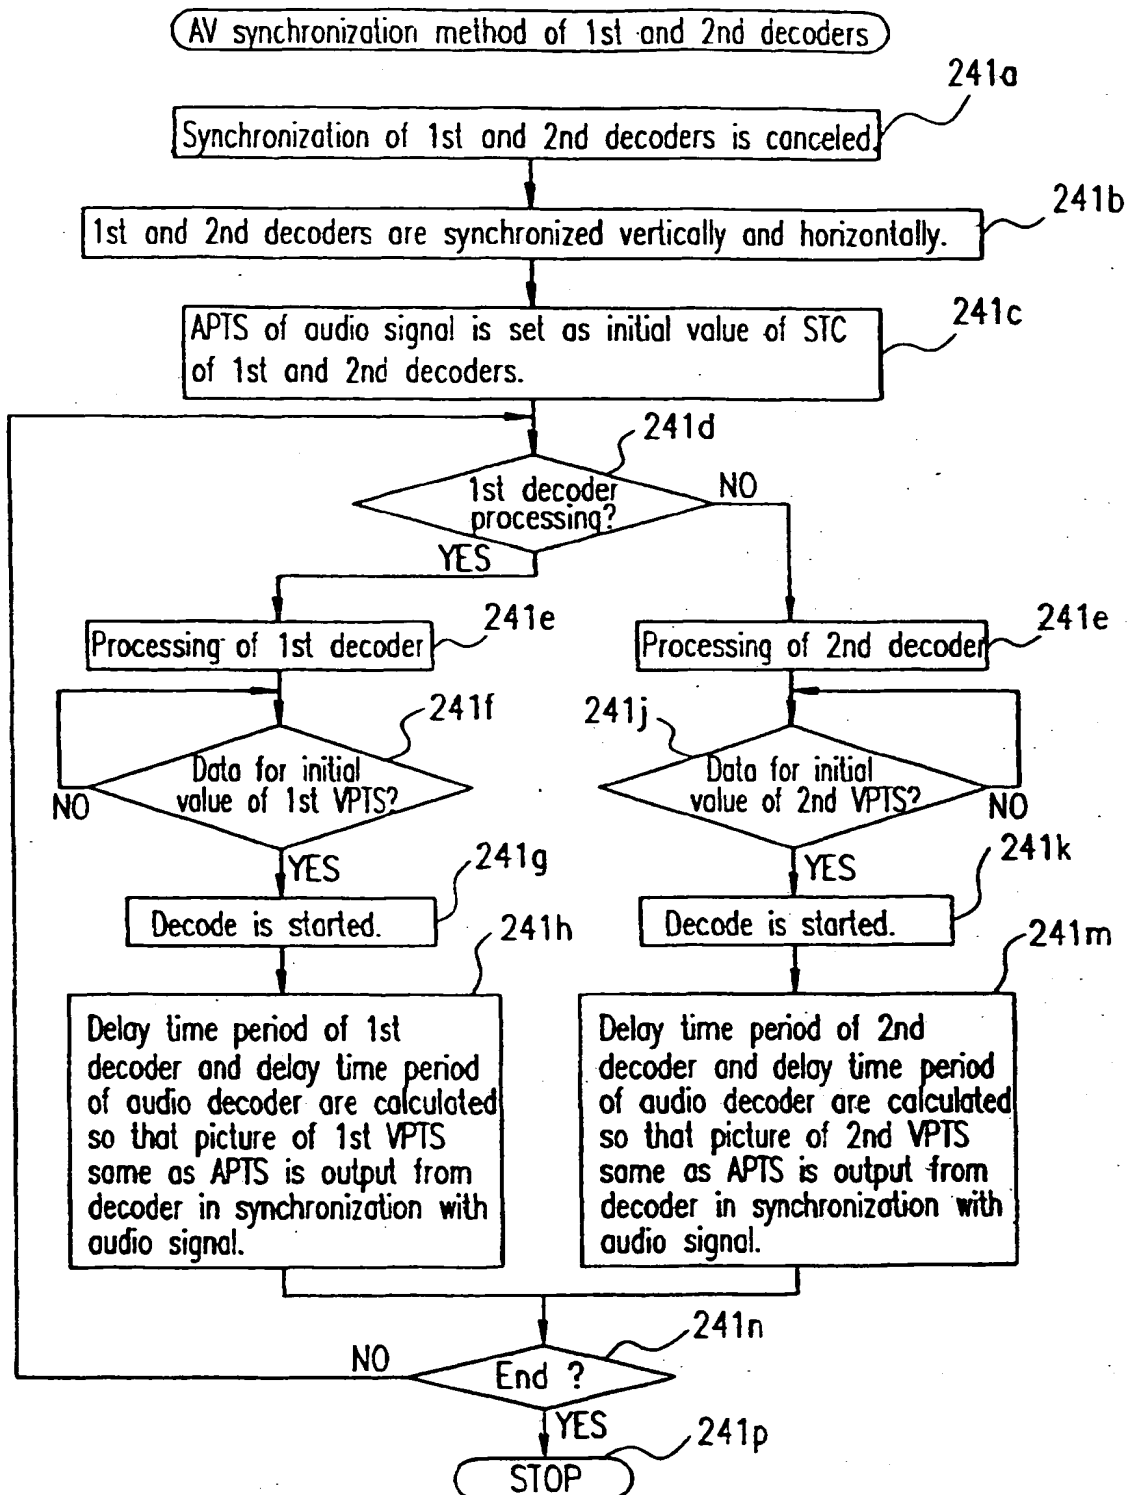 AV synchronization method of 1st and 2nd decoders
241a
Synchronization of 1st and 2nd decoders is canceled.
241b
1st and 2nd decoders are synchronized vertically and horizontally.
241c
APTS of audio signal is set as initial value of STC
of 1st and 2nd decoders.
241d
1st decoder
processing?
NO
YES
241e
Processing of 1st decoder
241e
Processing of 2nd decoder
241f
Data for initial
value of 1st VPTS?
NO
241j
Data for initial
value of 2nd VPTS?
NO
YES
241g
Decode is started.
YES
241k
Decode is started.
241h
Delay time period of 1st
decoder and delay time period
of audio decoder are calculated
so that picture of 1st VPTS
same as APTS is output from
decoder in synchronization with
audio signal.
241m
Delay time period of 2nd
decoder and delay time period
of audio decoder are calculated
so that picture of 2nd VPTS
same as APTS is output from
decoder in synchronization with
audio signal.
241n
NO
End ?
YES
241p
STOP